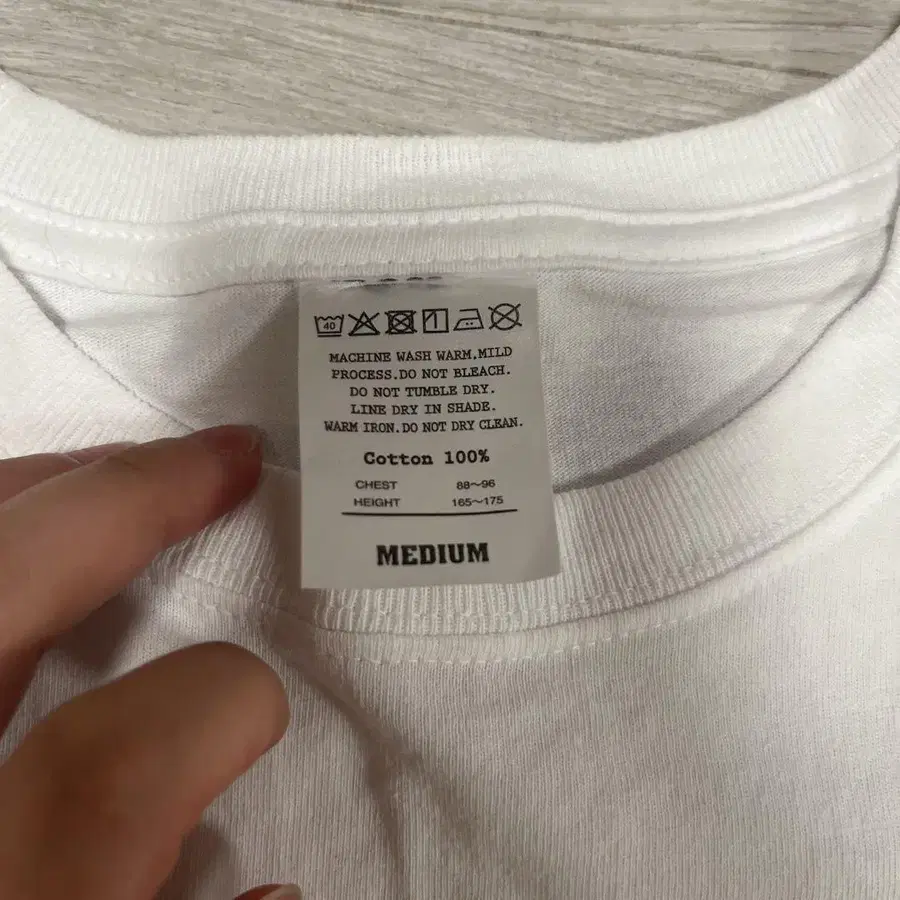 40
MACHINE WASH WARM.MILD
PROCESS.DO NOT BLEACH.
DO NOT TUMBLE DRY.
LINE DRY IN SHADE.
WARM IRON.DO NOT DRY CLEAN.
Cotton 100%
CHEST 88~96
HEIGHT 165~175
MEDIUM